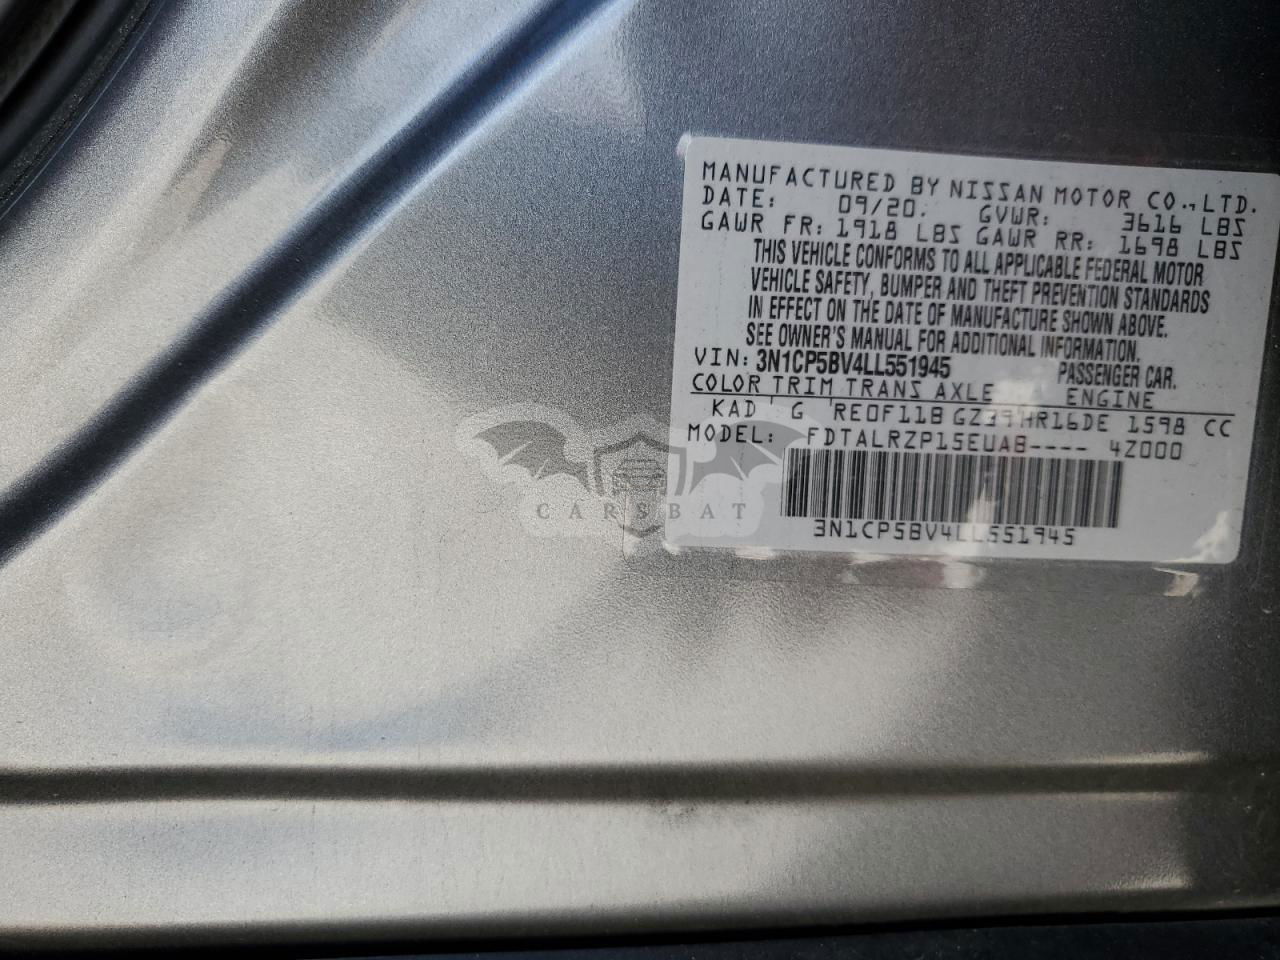 MANUFACTURED BY NISSAN MOTOR CO., LTD.
DATE: 09/20. GVWR: 3616 LBS
GAWR FR: 1918 LBS GAWR RR: 1698 LBS
THIS VEHICLE CONFORMS TO ALL APPLICABLE FEDERAL MOTOR
VEHICLE SAFETY, BUMPER AND THEFT PREVENTION STANDARDS
IN EFFECT ON THE DATE OF MANUFACTURE SHOWN ABOVE.
SEE OWNER'S MANUAL FOR ADDITIONAL INFORMATION.
VIN: 3N1CP5BV4LL551945 PASSENGER CAR.
COLOR TRIM TRANS AXLE ENGINE
KAD G RE0F11B GZ39 HR16DE 1598 CC
MODEL: FDTALRZP15EUAB---- 4Z000
3N1CP5BV4LL551945
CARSBAT